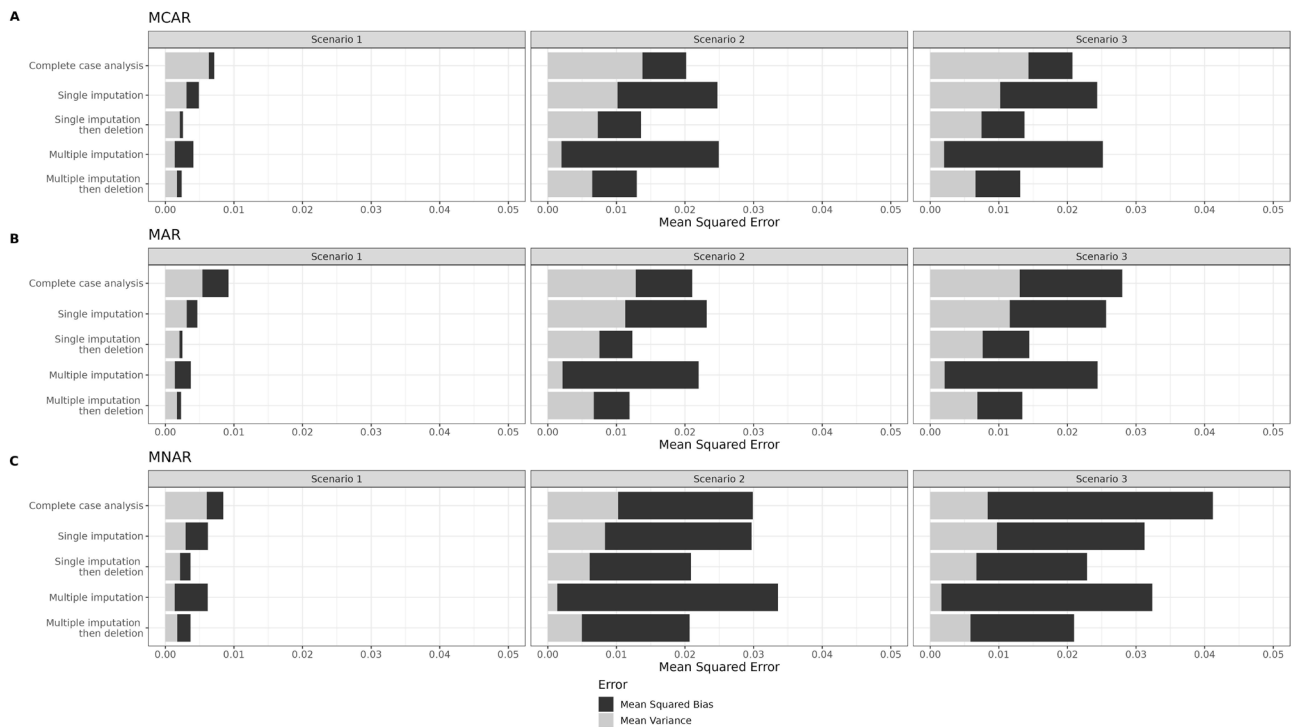 A
MCAR
Scenario 1
Scenario 2
Scenario 3
Complete case analysis
Single imputation
Single imputation
then deletion
Multiple imputation
Multiple imputation
then deletion
0.00 0.01 0.02 0.03 0.04 0.05
0.00 0.01 0.02 0.03 0.04 0.05
0.00 0.01 0.02 0.03 0.04 0.05
Mean Squared Error
B
MAR
Scenario 1
Scenario 2
Scenario 3
Complete case analysis
Single imputation
Single imputation
then deletion
Multiple imputation
Multiple imputation
then deletion
0.00 0.01 0.02 0.03 0.04 0.05
0.00 0.01 0.02 0.03 0.04 0.05
0.00 0.01 0.02 0.03 0.04 0.05
Mean Squared Error
C
MNAR
Scenario 1
Scenario 2
Scenario 3
Complete case analysis
Single imputation
Single imputation
then deletion
Multiple imputation
Multiple imputation
then deletion
0.00 0.01 0.02 0.03 0.04 0.05
0.00 0.01 0.02 0.03 0.04 0.05
0.00 0.01 0.02 0.03 0.04 0.05
Mean Squared Error
Error
Mean Squared Bias
Mean Variance